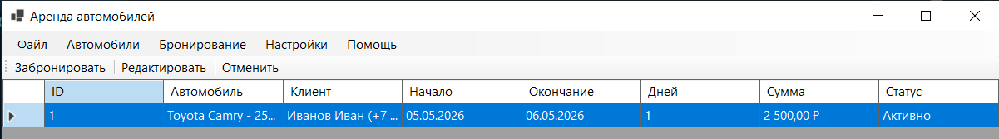 Аренда автомобилей
Файл Автомобили Бронирование Настройки Помощь
Забронировать Редактировать Отменить
ID Автомобиль Клиент Начало Окончание Дней Сумма Статус
1 Toyota Camry - 25... Иванов Иван (+7 ... 05.05.2026 06.05.2026 1 2 500,00 ₽ Активно